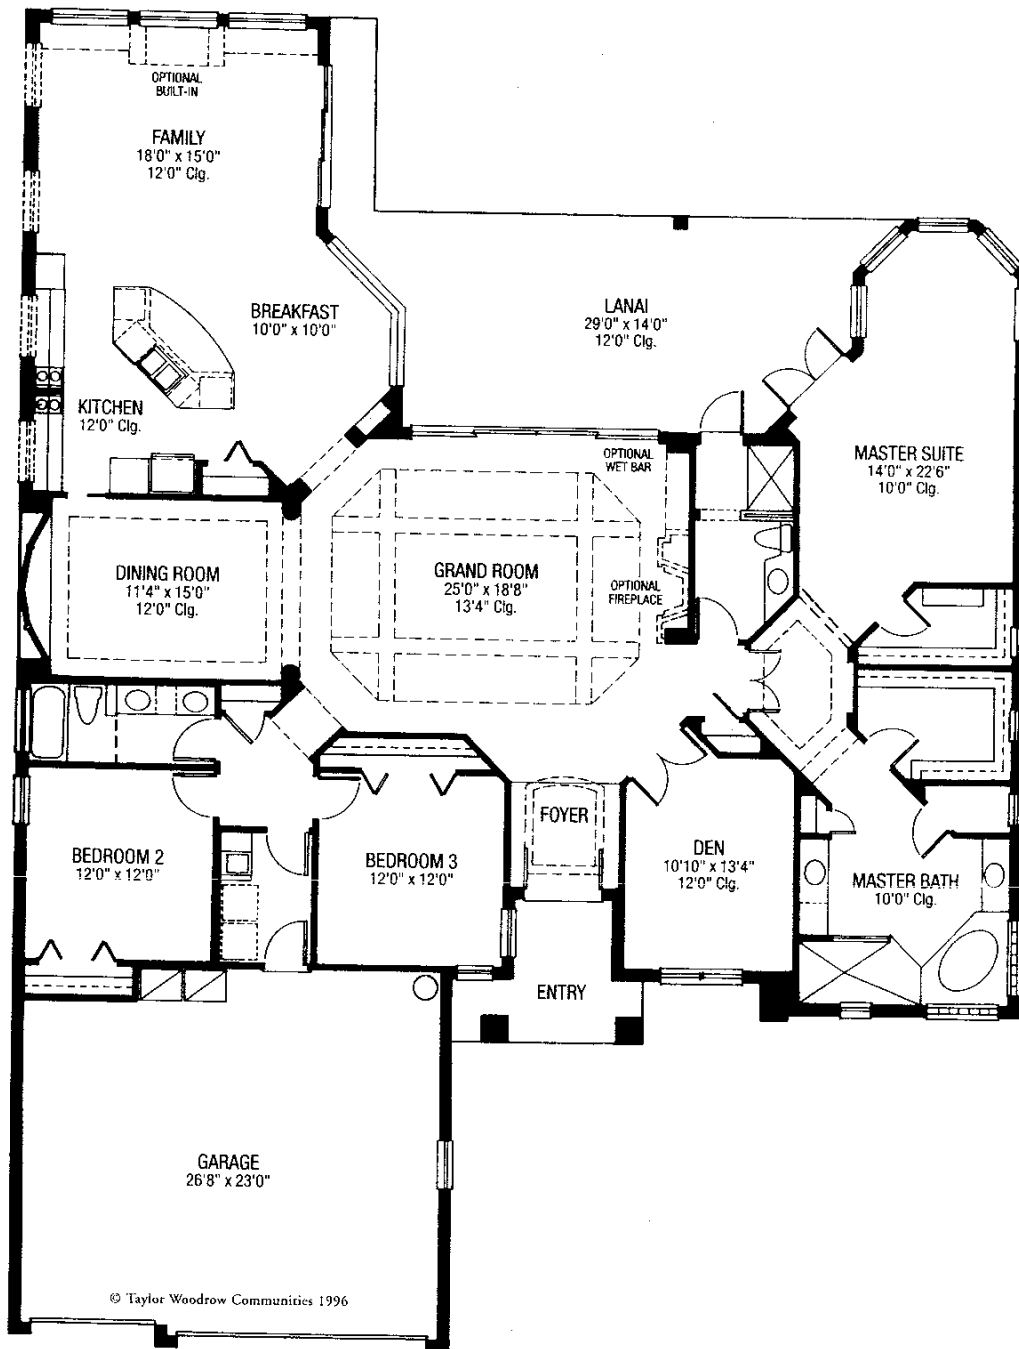 OPTIONAL
BUILT-IN
FAMILY
18'0" x 15'0"
12'0" Clg.
BREAKFAST
10'0" x 10'0"
LANAI
29'0" x 14'0"
12'0" Clg.
KITCHEN
12'0" Clg.
OPTIONAL
WET BAR
MASTER SUITE
14'0" x 22'6"
10'0" Clg.
DINING ROOM
11'4" x 15'0"
12'0" Clg.
GRAND ROOM
25'0" x 18'8"
13'4" Clg.
OPTIONAL
FIREPLACE
FOYER
BEDROOM 2
12'0" x 12'0"
BEDROOM 3
12'0" x 12'0"
DEN
10'10" x 13'4"
12'0" Clg.
MASTER BATH
10'0" Clg.
ENTRY
GARAGE
26'8" x 23'0"
© Taylor Woodrow Communities 1996